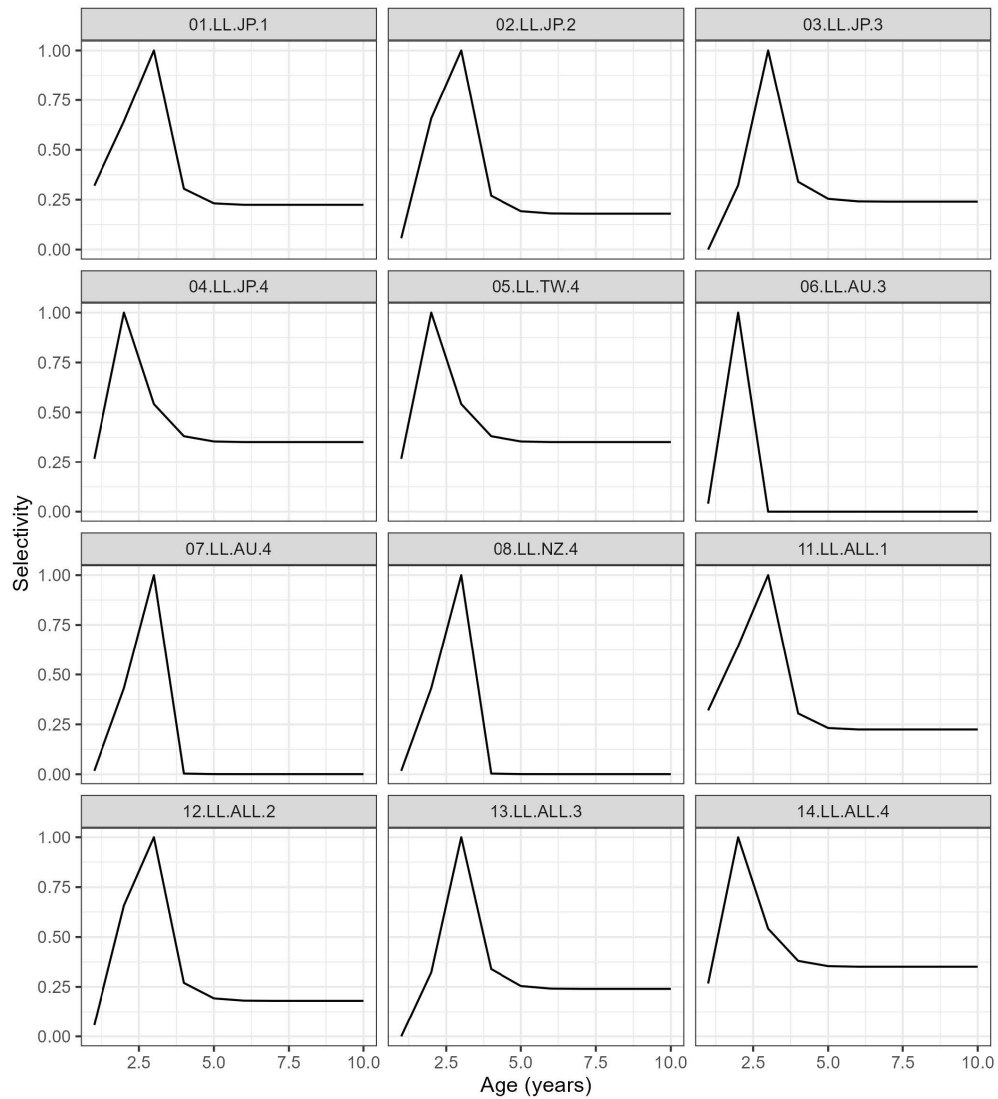 01.LL.JP.1 02.LL.JP.2 03.LL.JP.3
1.00
0.75
0.50
0.25
0.00
04.LL.JP.4 05.LL.TW.4 06.LL.AU.3
1.00
0.75
0.50
0.25
0.00
Selectivity
07.LL.AU.4 08.LL.NZ.4 11.LL.ALL.1
1.00
0.75
0.50
0.25
0.00
12.LL.ALL.2 13.LL.ALL.3 14.LL.ALL.4
1.00
0.75
0.50
0.25
0.00
2.5 5.0 7.5 10.0 2.5 5.0 7.5 10.0 2.5 5.0 7.5 10.0
Age (years)